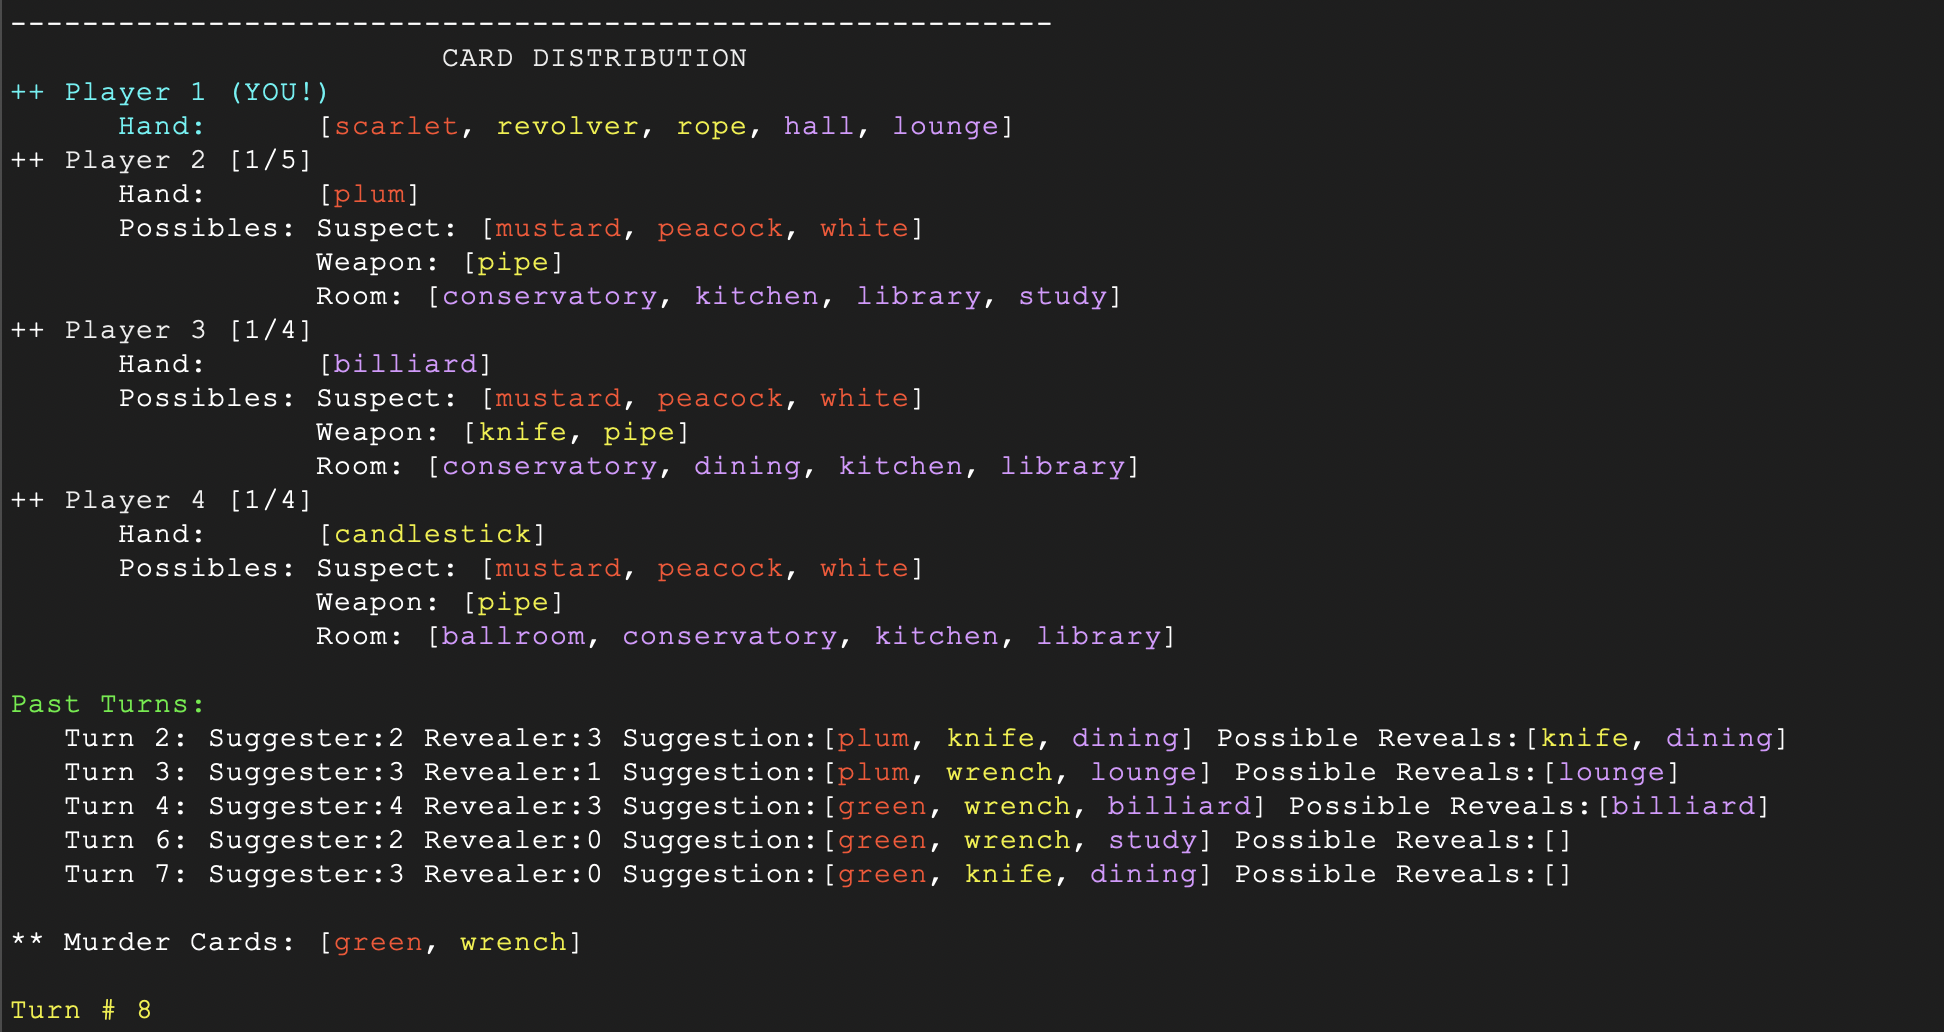 ----------------------------------------------------------
CARD DISTRIBUTION
++ Player 1 (YOU!)
Hand: [scarlet, revolver, rope, hall, lounge]
++ Player 2 [1/5]
Hand: [plum]
Possibles: Suspect: [mustard, peacock, white]
Weapon: [pipe]
Room: [conservatory, kitchen, library, study]
++ Player 3 [1/4]
Hand: [billiard]
Possibles: Suspect: [mustard, peacock, white]
Weapon: [knife, pipe]
Room: [conservatory, dining, kitchen, library]
++ Player 4 [1/4]
Hand: [candlestick]
Possibles: Suspect: [mustard, peacock, white]
Weapon: [pipe]
Room: [ballroom, conservatory, kitchen, library]
Past Turns:
Turn 2: Suggester:2 Revealer:3 Suggestion:[plum, knife, dining] Possible Reveals:[knife, dining]
Turn 3: Suggester:3 Revealer:1 Suggestion:[plum, wrench, lounge] Possible Reveals:[lounge]
Turn 4: Suggester:4 Revealer:3 Suggestion:[green, wrench, billiard] Possible Reveals:[billiard]
Turn 6: Suggester:2 Revealer:0 Suggestion:[green, wrench, study] Possible Reveals:[]
Turn 7: Suggester:3 Revealer:0 Suggestion:[green, knife, dining] Possible Reveals:[]
** Murder Cards: [green, wrench]
Turn # 8